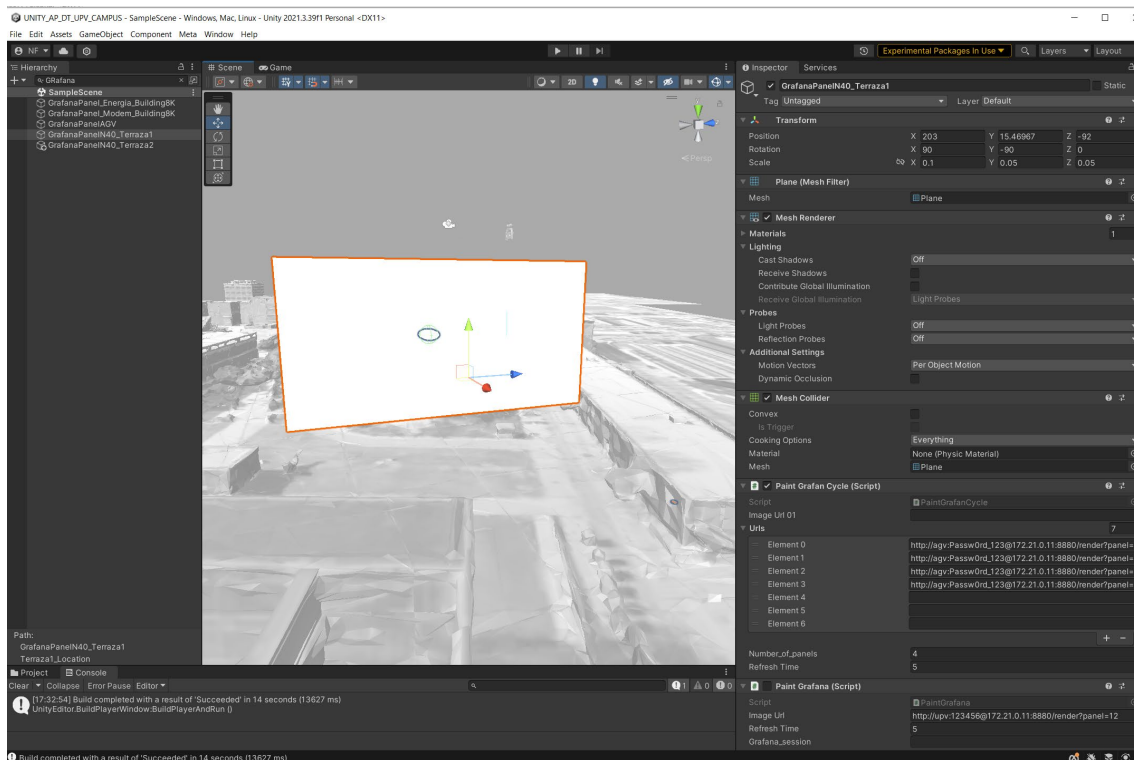 UNITY_AP_DT_UPV_CAMPUS - SampleScene - Windows, Mac, Linux - Unity 2021.3.39f1 Personal <DX11>
File Edit Assets GameObject Component Meta Window Help
NF Experimental Packages In Use Layers Layout
Hierarchy
GRafana
SampleScene
GrafanaPanel_Energia_Building8K
GrafanaPanel_Modem_Building8K
GrafanaPanelAGV
GrafanaPanelN40_Terraza1
GrafanaPanelN40_Terraza2
Path:
GrafanaPanelN40_Terraza1
Terraza1_Location
Scene Game
2D
Persp
Inspector Services
GrafanaPanelN40_Terraza1 Static
Tag Untagged Layer Default
Transform
Position X 203 Y 15.46967 Z -92
Rotation X 90 Y -90 Z 0
Scale X 0.1 Y 0.05 Z 0.05
Plane (Mesh Filter)
Mesh Plane
Mesh Renderer
Materials 1
Lighting
Cast Shadows Off
Receive Shadows
Contribute Global Illumination
Receive Global Illumination Light Probes
Probes
Light Probes Off
Reflection Probes Off
Additional Settings
Motion Vectors Per Object Motion
Dynamic Occlusion
Mesh Collider
Convex
Is Trigger
Cooking Options Everything
Material None (Physic Material)
Mesh Plane
Paint Grafan Cycle (Script)
Script PaintGrafanCycle
Image Url 01
Urls 7
Element 0 http://agv:Passw0rd_123@172.21.0.11:8880/render?panel=
Element 1 http://agv:Passw0rd_123@172.21.0.11:8880/render?panel=
Element 2 http://agv:Passw0rd_123@172.21.0.11:8880/render?panel=
Element 3 http://agv:Passw0rd_123@172.21.0.11:8880/render?panel=
Element 4
Element 5
Element 6
Number_of_panels 4
Refresh Time 5
Paint Grafana (Script)
Script PaintGrafana
Image Url http://upv:123456@172.21.0.11:8880/render?panel=12
Refresh Time 5
Grafana_session
Project Console
Clear Collapse Error Pause Editor 1 0 0
[17:32:54] Build completed with a result of 'Succeeded' in 14 seconds (13627 ms)
UnityEditor.BuildPlayerWindow:BuildPlayerAndRun ()
Build completed with a result of 'Succeeded' in 14 seconds (13627 ms)